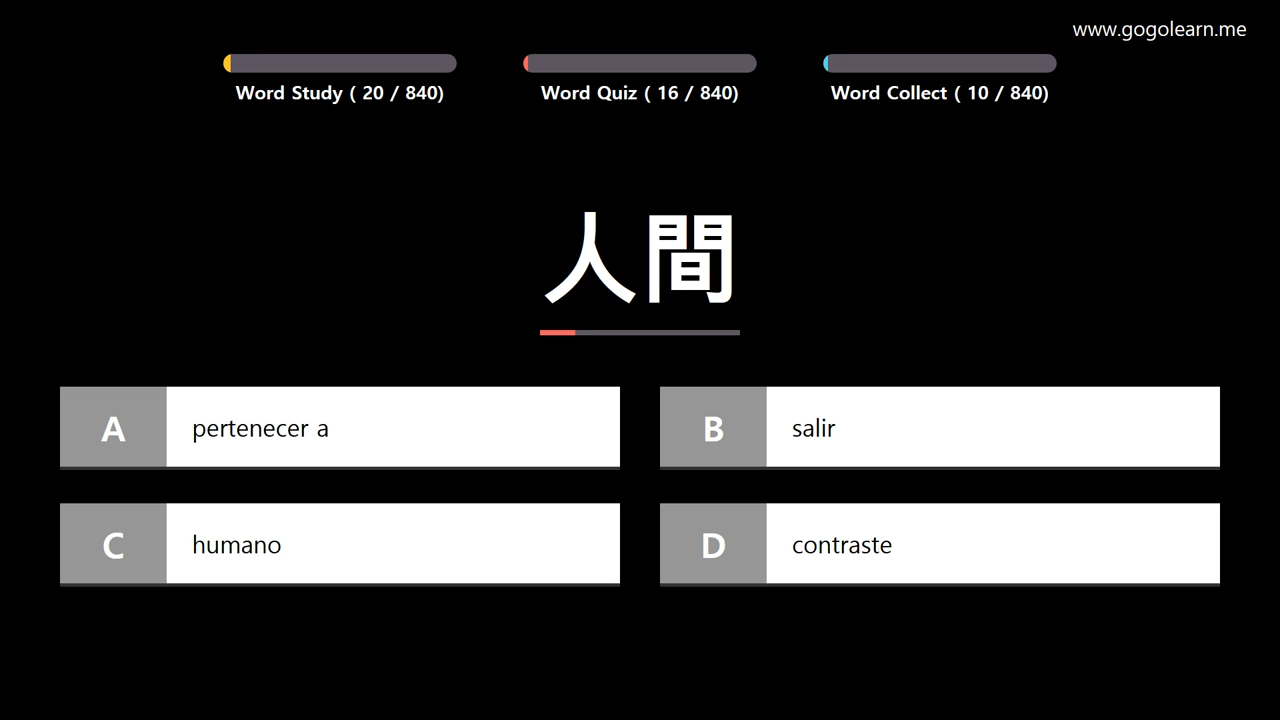 www.gogolearn.me
Word Study ( 20 / 840)
Word Quiz ( 16 / 840)
Word Collect ( 10 / 840)
人間
A pertenecer a
B salir
C humano
D contraste